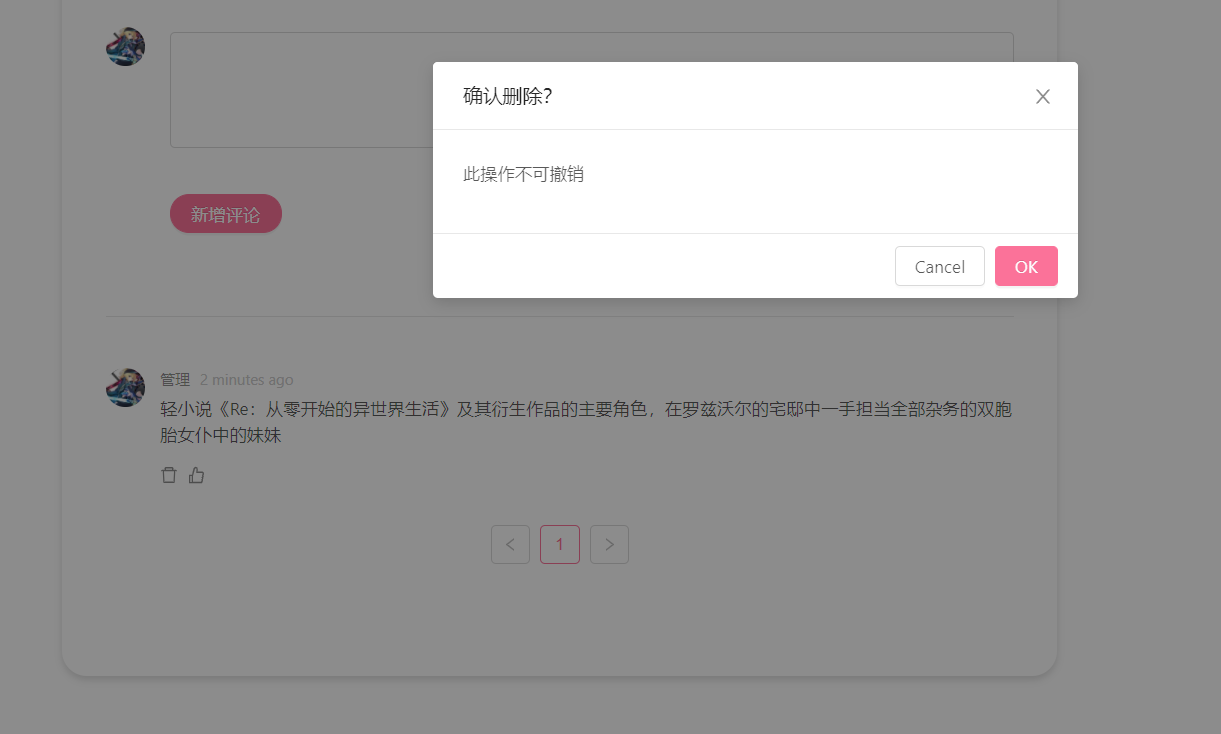 确认删除?
此操作不可撤销
Cancel
OK
新增评论
管理 2 minutes ago
轻小说《Re：从零开始的异世界生活》及其衍生作品的主要角色，在罗兹沃尔的宅邸中一手担当全部杂务的双胞
胎女仆中的妹妹
< 1 >